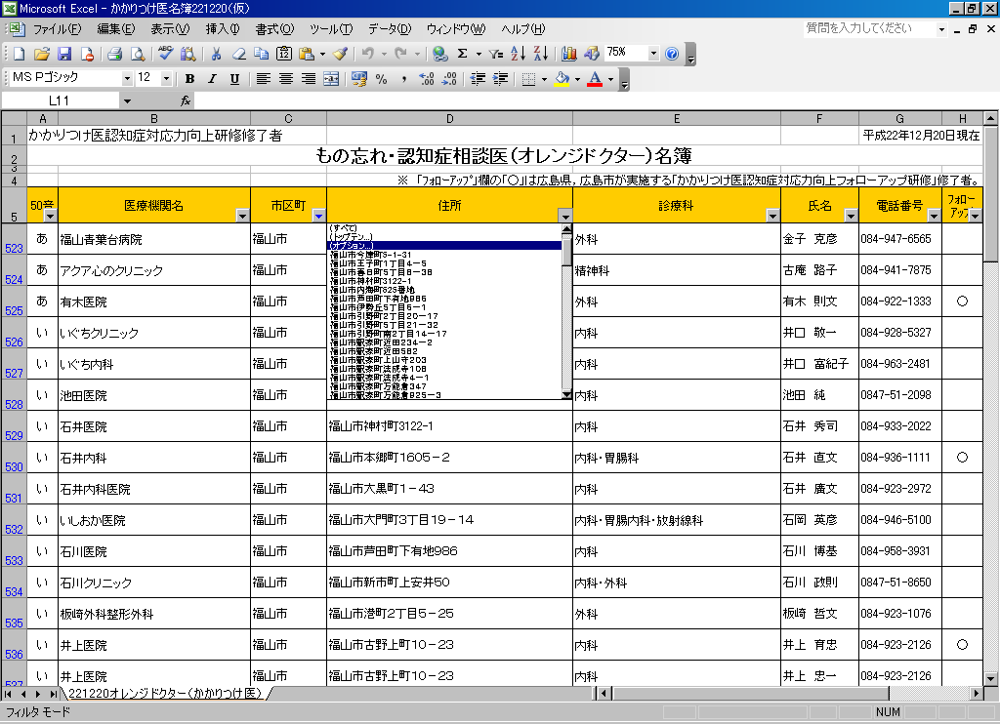 Microsoft Excel - かかりつけ医名簿221220(仮)
ファイル(F) 編集(E) 表示(V) 挿入(I) 書式(O) ツール(T) データ(D) ウィンドウ(W) ヘルプ(H) 質問を入力してください
75%
MS Pゴシック 12 B I U
L11 fx
A B C D E F G H
1 かかりつけ医認知症対応力向上研修修了者 平成22年12月20日現在
2 もの忘れ・認知症相談医(オレンジドクター)名簿
3
4 ※ 「フォローアップ」欄の「○」は広島県，広島市が実施する「かかりつけ医認知症対応力向上フォローアップ研修」修了者。
5 50音 医療機関名 市区町 住所 診療科 氏名 電話番号 フォローアップ
(すべて)
(トップテン...)
(オプション...)
福山市今津町5-1-31
福山市王子町1丁目4－5
福山市春日町5丁目8－38
福山市神村町3122-1
福山市内海町525番地
福山市芦田町下有地986
福山市伊勢丘5丁目6－1
福山市引野町2丁目20－17
福山市引野町5丁目21－32
福山市引野町南2丁目14－17
福山市駅家町近田234－2
福山市駅家町近田582
福山市駅家町上山守203
福山市駅家町法成寺108
福山市駅家町法成寺4－1
福山市駅家町万能倉347
福山市駅家町万能倉925－3
523 あ 福山青葉台病院 福山市 外科 金子 克彦 084-947-6565
524 あ アクア心のクリニック 福山市 精神科 古庵 路子 084-941-7875
525 あ 有木医院 福山市 外科 有木 則文 084-922-1333 ○
526 い いぐちクリニック 福山市 内科 井口 敬一 084-928-5327
527 い いぐち内科 福山市 内科 井口 富紀子 084-963-2481
528 い 池田医院 福山市 内科 池田 純 0847-51-2098
529 い 石井医院 福山市 福山市神村町3122-1 内科 石井 秀司 084-933-2022
530 い 石井内科 福山市 福山市本郷町1605－2 内科・胃腸科 石井 直文 084-936-1111 ○
531 い 石井内科医院 福山市 福山市大黒町1－43 内科 石井 廣文 084-923-2972
532 い いしおか医院 福山市 福山市大門町3丁目19－14 内科・胃腸内科・放射線科 石岡 英彦 084-946-5100
533 い 石川医院 福山市 福山市芦田町下有地986 内科 石川 博基 084-958-3931
534 い 石川クリニック 福山市 福山市新市町上安井50 内科・外科 石川 政則 0847-51-8650
535 い 板崎外科整形外科 福山市 福山市港町2丁目5－25 外科 板崎 哲文 084-923-1076
536 い 井上医院 福山市 福山市古野上町10－23 内科 井上 育忠 084-923-2126 ○
537 い 井上医院 福山市 福山市古野上町10－23 内科 井上 忠一 084-923-2126
221220オレンジドクター(かかりつけ医)
フィルタ モード NUM